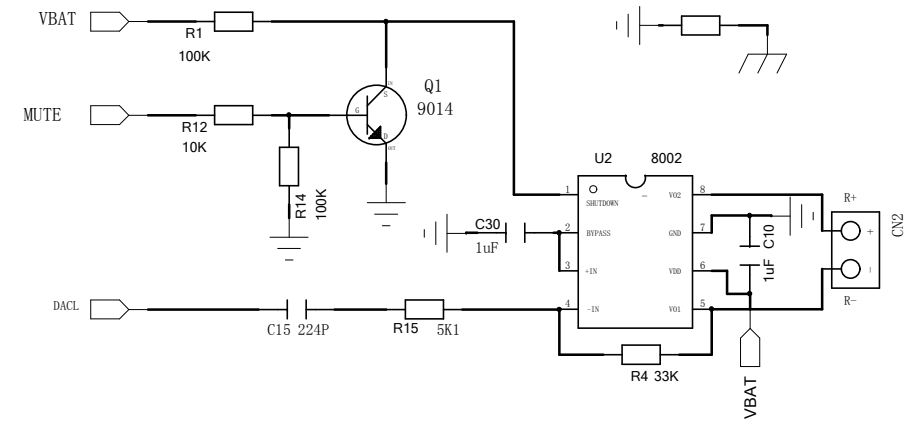 VBAT
R1
100K
IN
S
Q1
9014
G
D
OUT
MUTE
R12
10K
R14
100K
U2 8002
1 8
SHUTDOWN VO2
2 7
BYPASS GND
3 6
+IN VDD
4 5
-IN VO1
C30
1uF
C10
1uF
R+
+
-
R-
CN2
DACL
C15 224P
R15 5K1
R4 33K
VBAT